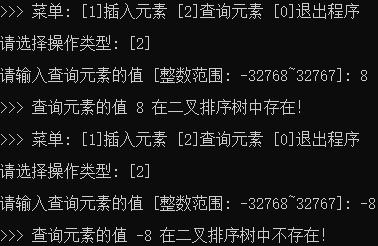 >>> 菜单: [1]插入元素 [2]查询元素 [0]退出程序
请选择操作类型: [2]
请输入查询元素的值 [整数范围: -32768~32767]: 8
>>> 查询元素的值 8 在二叉排序树中存在!
>>> 菜单: [1]插入元素 [2]查询元素 [0]退出程序
请选择操作类型: [2]
请输入查询元素的值 [整数范围: -32768~32767]: -8
>>> 查询元素的值 -8 在二叉排序树中不存在!